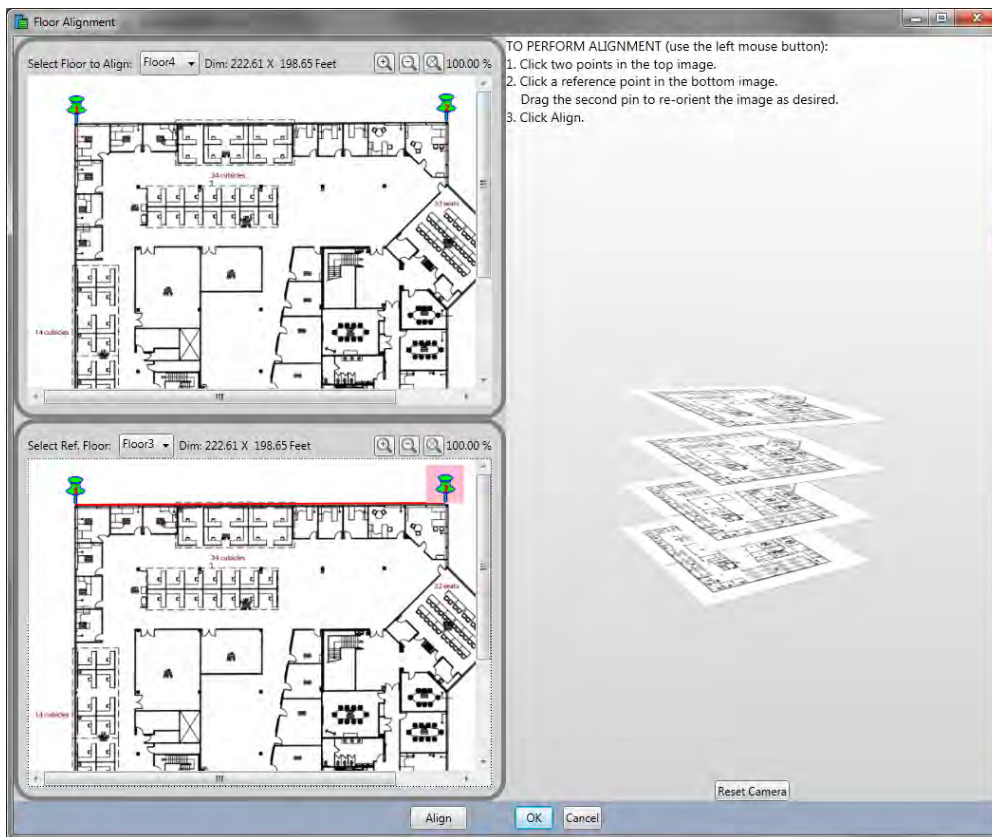 Floor Alignment
Select Floor to Align: Floor4 Dim: 222.61 X 198.65 Feet 100.00 %
34 cubicles
32 seats
14 cubicles
Select Ref. Floor: Floor3 Dim: 222.61 X 198.65 Feet 100.00 %
34 cubicles
32 seats
14 cubicles
TO PERFORM ALIGNMENT (use the left mouse button):
1. Click two points in the top image.
2. Click a reference point in the bottom image.
Drag the second pin to re-orient the image as desired.
3. Click Align.
Reset Camera
Align OK Cancel